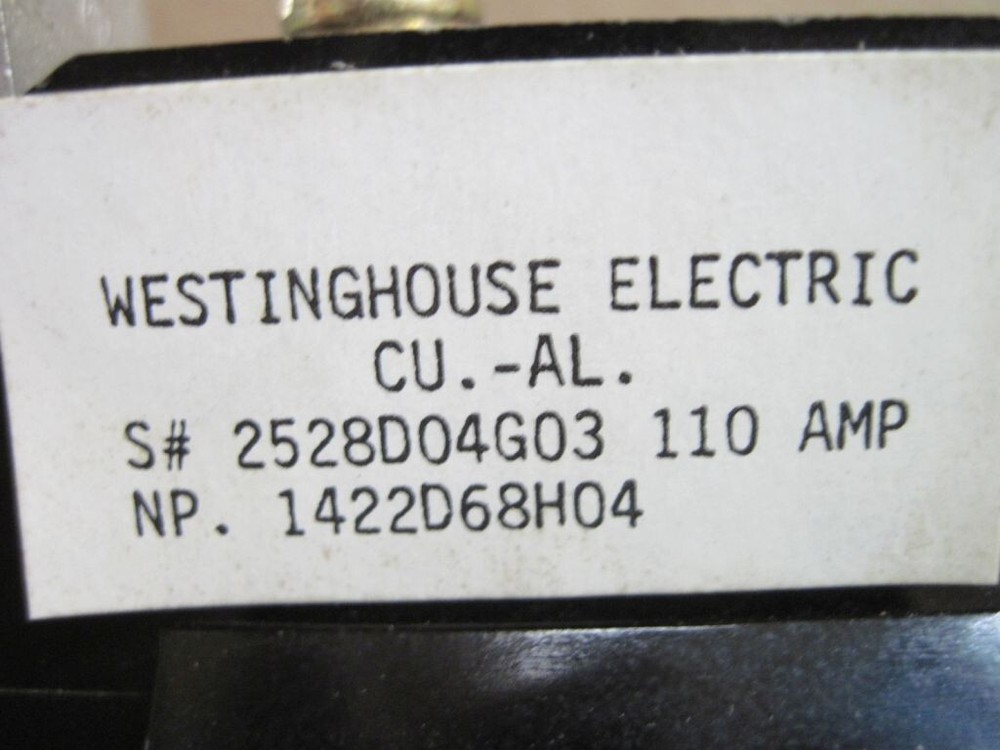 WESTINGHOUSE ELECTRIC
CU.-AL.
S# 2528D04G03 110 AMP
NP. 1422D68H04